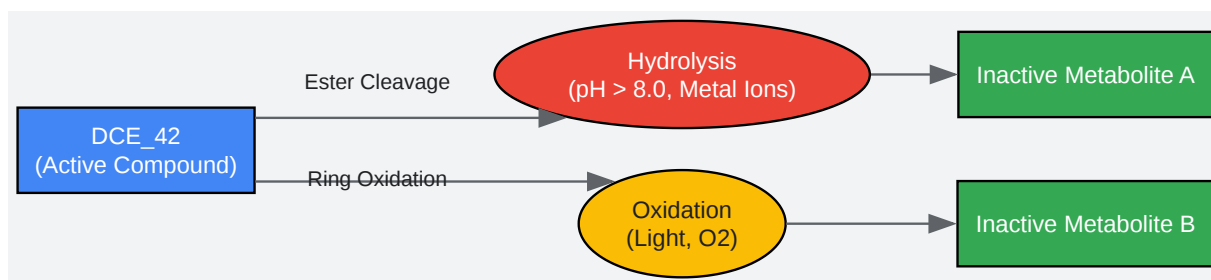 DCE_42
(Active Compound)
Ester Cleavage
Ring Oxidation
Hydrolysis
(pH > 8.0, Metal Ions)
Oxidation
(Light, O2)
Inactive Metabolite A
Inactive Metabolite B